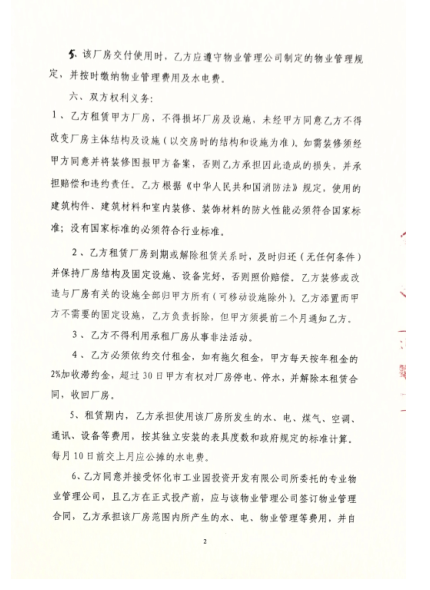 5、该厂房交付使用时，乙方应遵守物业管理公司制定的物业管理规
定，并按时缴纳物业管理费用及水电费。
六、双方权利义务：
1、乙方租赁甲方厂房，不得损坏厂房及设施，未经甲方同意乙方不得
改变厂房主体结构及设施（以交房时的结构和设施为准）。如需装修须经
甲方同意并将装修图报甲方备案，否则乙方承担因此造成的损失，并承
担赔偿和违约责任。乙方根据《中华人民共和国消防法》规定，使用的
建筑构件、建筑材料和室内装修、装饰材料的防火性能必须符合国家标
准；没有国家标准的必须符合行业标准。
2、乙方租赁厂房到期或解除租赁关系时，及时归还（无任何条件）
并保持厂房结构及固定设施、设备完好，否则照价赔偿。乙方装修或改
造与厂房有关的设施全部归甲方所有（可移动设施除外）。乙方添置而甲
方不需要的固定设施，乙方负责拆除，但甲方须提前二个月通知乙方。
3、乙方不得利用承租厂房从事非法活动。
4、乙方必须依约交付租金，如有拖欠租金，甲方每天按年租金的
2%加收滞约金，超过30日甲方有权对厂房停电、停水，并解除本租赁合
同，收回厂房。
5、租赁期内，乙方承担使用该厂房所发生的水、电、煤气、空调、
通讯、设备等费用，按其独立安装的表具度数和政府规定的标准计算。
每月10日前交上月应公摊的水电费。
6、乙方同意并接受怀化市工业园投资开发有限公司所委托的专业物
业管理公司，且乙方在正式投产前，应与该物业管理公司签订物业管理
合同，乙方承担该厂房范围内所产生的水、电、物业管理等费用，并自
2